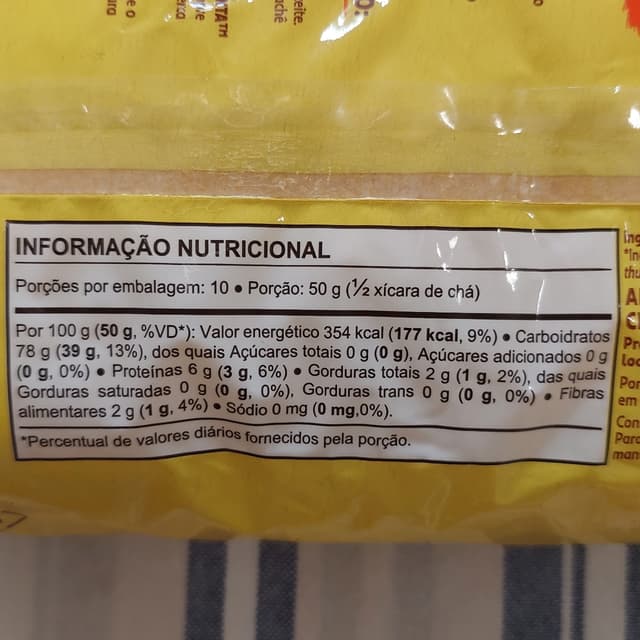 INFORMAÇÃO NUTRICIONAL
Porções por embalagem: 10 • Porção: 50 g (½ xícara de chá)
Por 100 g (50 g, %VD*): Valor energético 354 kcal (177 kcal, 9%) • Carboidratos
78 g (39 g, 13%), dos quais Açúcares totais 0 g (0 g), Açúcares adicionados 0 g
(0 g, 0%) • Proteínas 6 g (3 g, 6%) • Gorduras totais 2 g (1 g, 2%), das quais
Gorduras saturadas 0 g (0 g, 0%), Gorduras trans 0 g (0 g, 0%) • Fibras
alimentares 2 g (1 g, 4%) • Sódio 0 mg (0 mg,0%).
*Percentual de valores diários fornecidos pela porção.